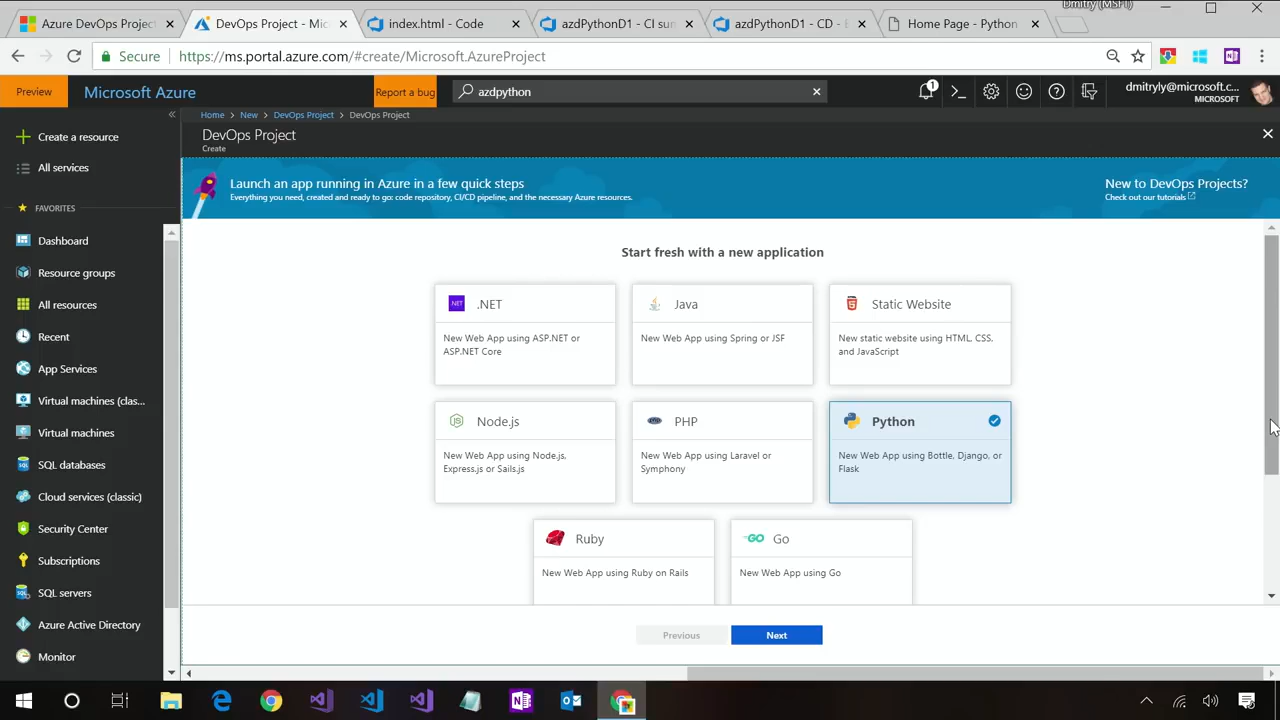 Dmitry (MSFT)
Azure DevOps Project
DevOps Project - Mic
index.html - Code
azdPythonD1 - CI sum
azdPythonD1 - CD - B
Home Page - Python
Secure
https://ms.portal.azure.com/#create/Microsoft.AzureProject
Preview
Microsoft Azure
Report a bug
azdpython
1
dmitryly@microsoft.c...
MICROSOFT
Home > New > DevOps Project > DevOps Project
DevOps Project
Create
Create a resource
All services
FAVORITES
Dashboard
Resource groups
All resources
Recent
App Services
Virtual machines (clas...
Virtual machines
SQL databases
Cloud services (classic)
Security Center
Subscriptions
SQL servers
Azure Active Directory
Monitor
Launch an app running in Azure in a few quick steps
Everything you need, created and ready to go: code repository, CI/CD pipeline, and the necessary Azure resources.
New to DevOps Projects?
Check out our tutorials
Start fresh with a new application
NET
.NET
New Web App using ASP.NET or
ASP.NET Core
Java
New Web App using Spring or JSF
Static Website
New static website using HTML, CSS,
and JavaScript
Node.js
New Web App using Node.js,
Express.js or Sails.js
PHP
New Web App using Laravel or
Symphony
Python
New Web App using Bottle, Django, or
Flask
Ruby
New Web App using Ruby on Rails
GO
Go
New Web App using Go
Previous
Next